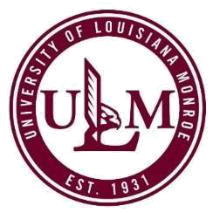 UNIVERSITY OF LOUISIANA MONROE
ULM
EST. 1931